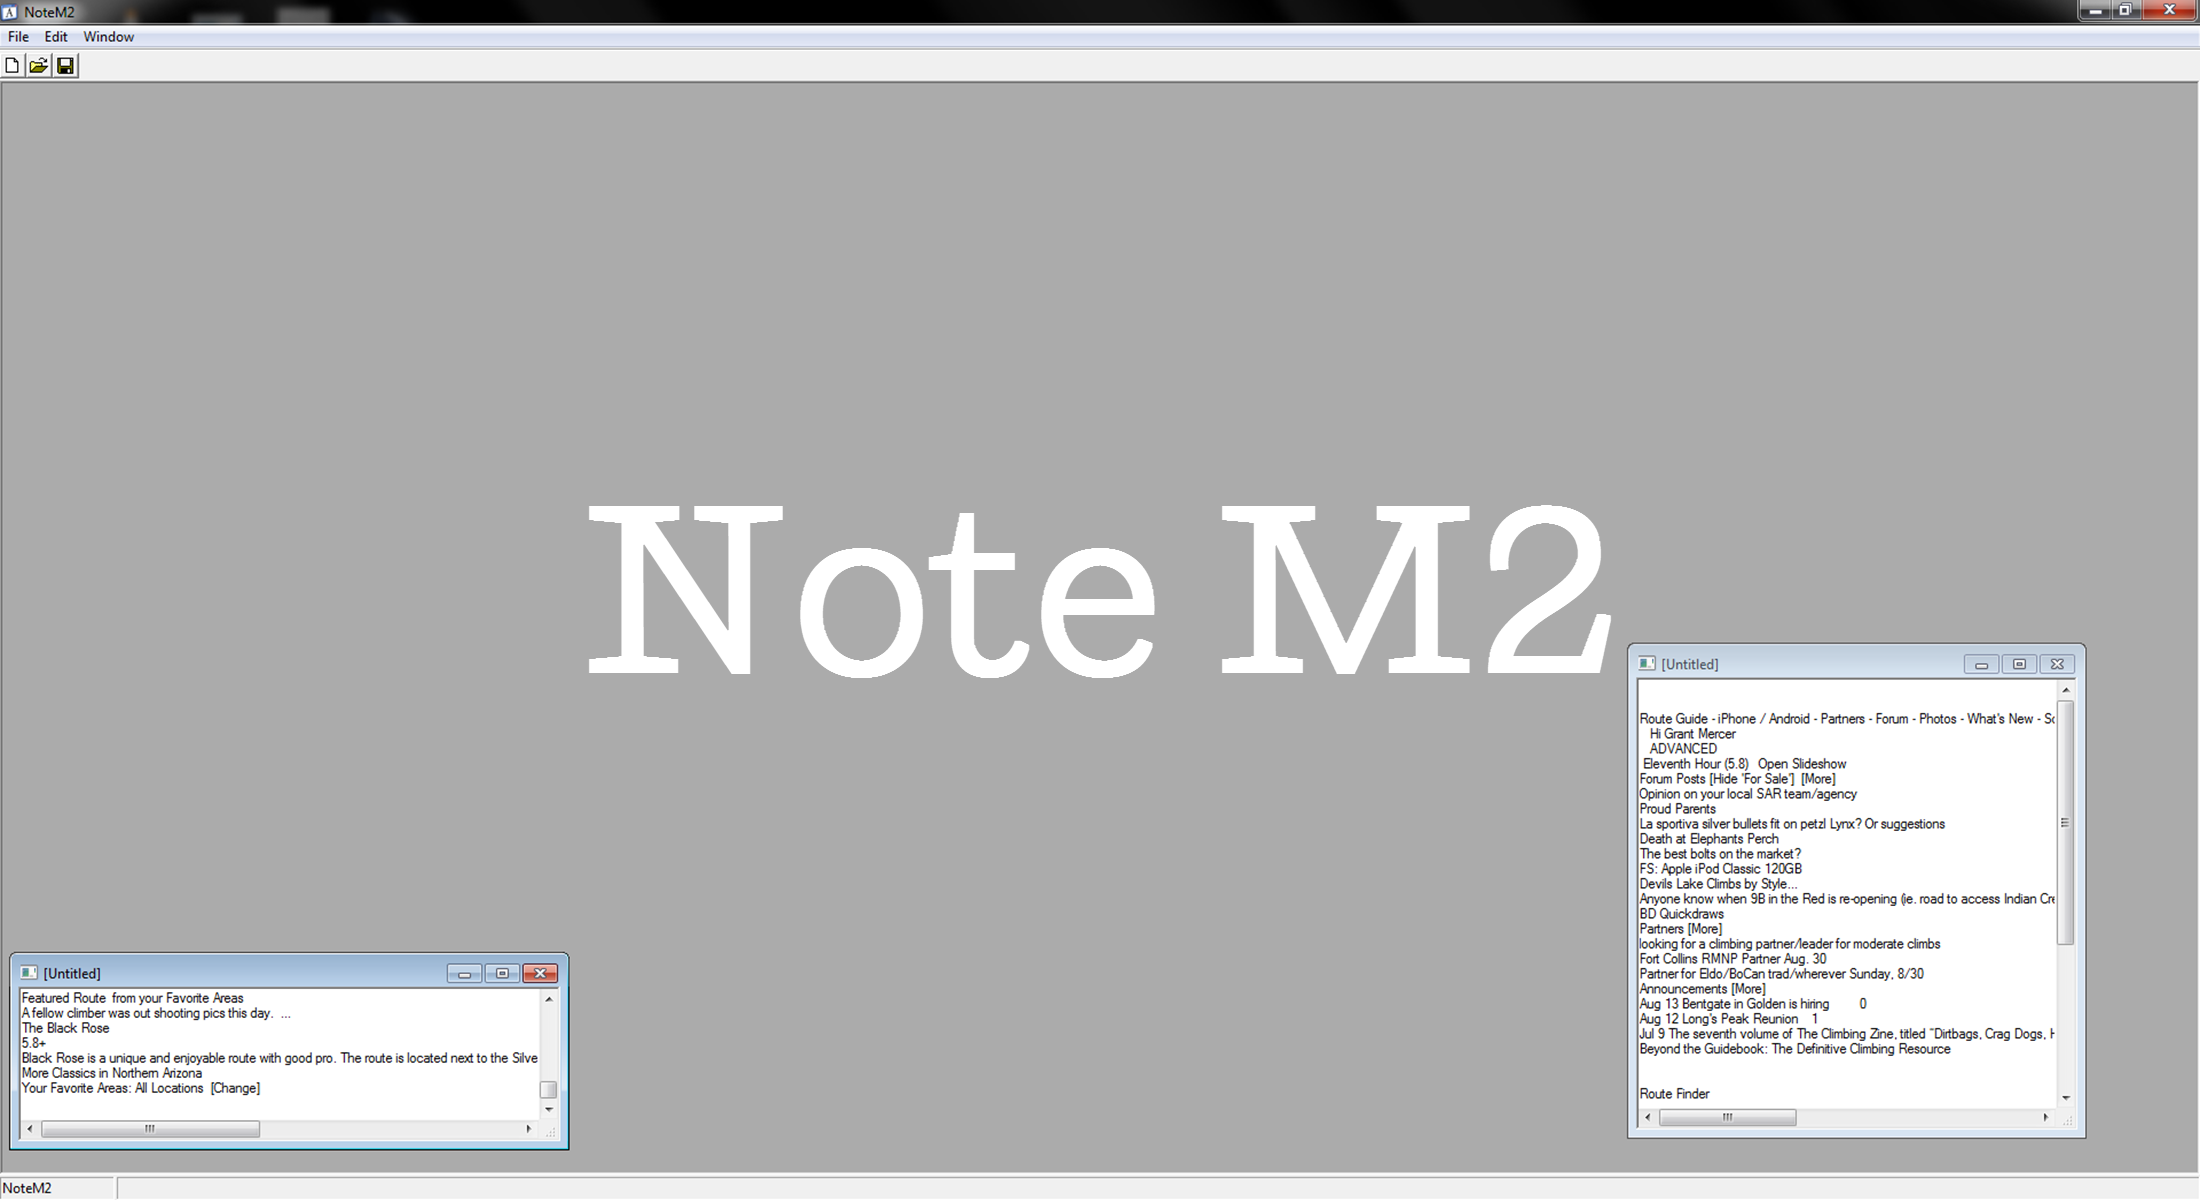 NoteM2
File Edit Window
Note M2
[Untitled]
Route Guide - iPhone / Android - Partners - Forum - Photos - What's New - Sc
Hi Grant Mercer
ADVANCED
Eleventh Hour (5.8) Open Slideshow
Forum Posts [Hide 'For Sale'] [More]
Opinion on your local SAR team/agency
Proud Parents
La sportiva silver bullets fit on petzl Lynx? Or suggestions
Death at Elephants Perch
The best bolts on the market?
FS: Apple iPod Classic 120GB
Devils Lake Climbs by Style...
Anyone know when 9B in the Red is re-opening (ie. road to access Indian Cre
BD Quickdraws
Partners [More]
looking for a climbing partner/leader for moderate climbs
Fort Collins RMNP Partner Aug. 30
Partner for Eldo/BoCan trad/wherever Sunday, 8/30
Announcements [More]
Aug 13 Bentgate in Golden is hiring 0
Aug 12 Long's Peak Reunion 1
Jul 9 The seventh volume of The Climbing Zine, titled "Dirtbags, Crag Dogs, H
Beyond the Guidebook: The Definitive Climbing Resource
Route Finder
[Untitled]
Featured Route from your Favorite Areas
A fellow climber was out shooting pics this day. ...
The Black Rose
5.8+
Black Rose is a unique and enjoyable route with good pro. The route is located next to the Silve
More Classics in Northern Arizona
Your Favorite Areas: All Locations [Change]
NoteM2